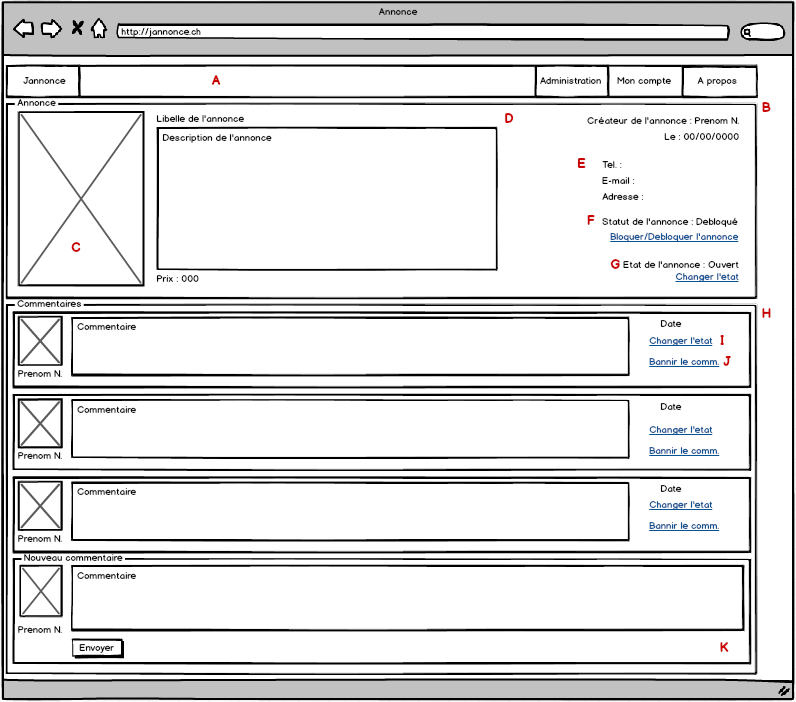 Annonce
http://jannonce.ch
Jannonce
A
Administration
Mon compte
A propos
Annonce
B
Libelle de l'annonce
D
Créateur de l'annonce : Prenom N.
Le : 00/00/0000
Description de l'annonce
E
Tel. :
E-mail :
Adresse :
C
F Statut de l'annonce : Debloqué
Bloquer/Debloquer l'annonce
G Etat de l'annonce : Ouvert
Changer l'etat
Prix : 000
Commentaires
H
Commentaire
Date
Changer l'etat I
Bannir le comm. J
Prenom N.
Commentaire
Date
Changer l'etat
Bannir le comm.
Prenom N.
Commentaire
Date
Changer l'etat
Bannir le comm.
Prenom N.
Nouveau commentaire
Commentaire
Prenom N.
Envoyer
K